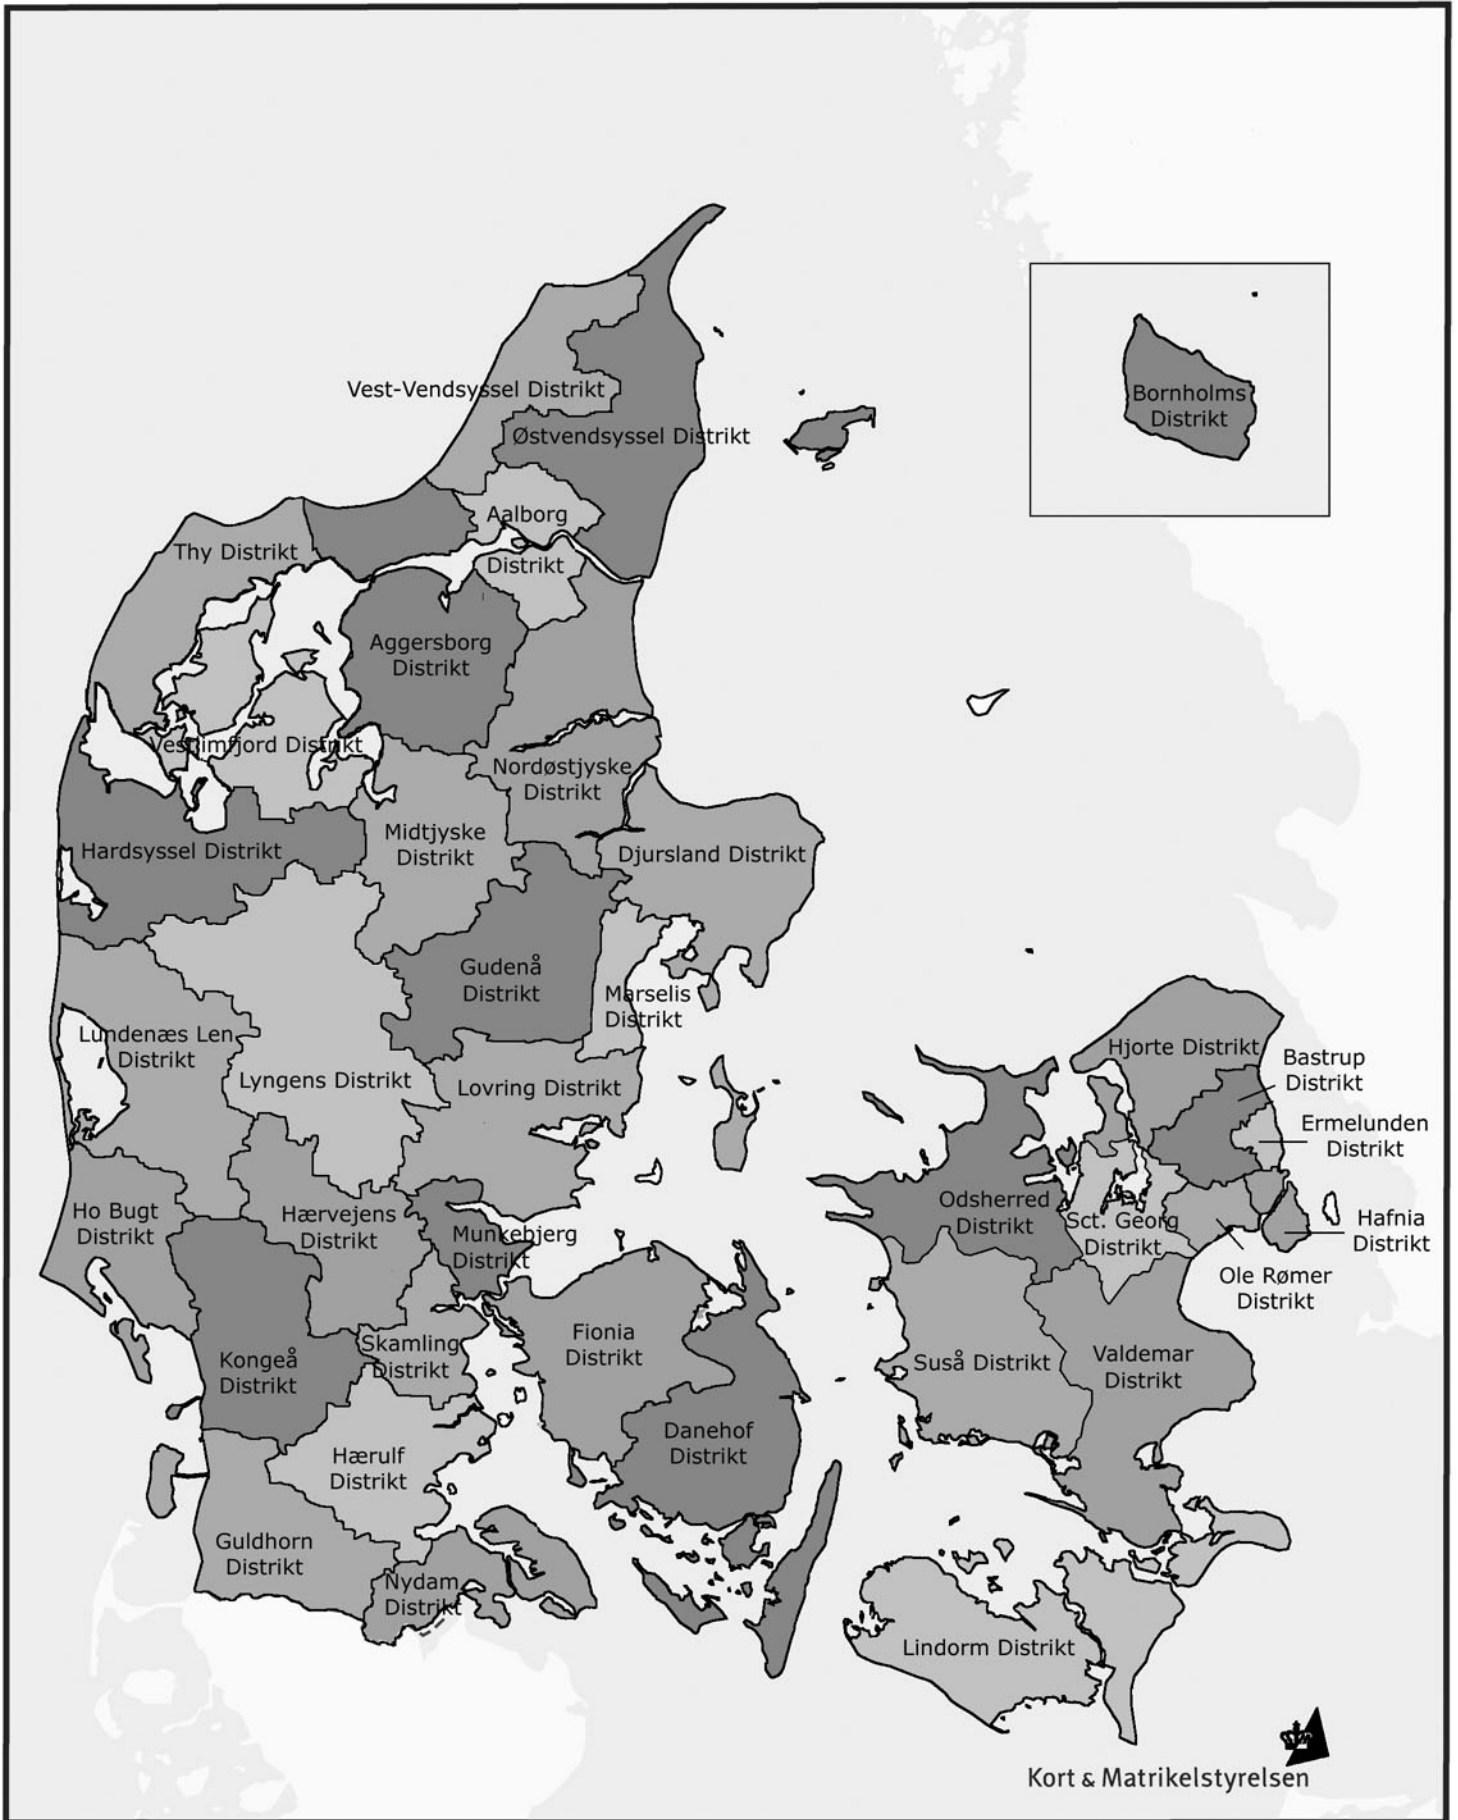 Bornholms
Distrikt
Vest-Vendsyssel Distrikt
Østvendsyssel Distrikt
Aalborg
Distrikt
Thy Distrikt
Aggersborg
Distrikt
Vestlimfjord Distrikt
Nordøstjyske
Distrikt
Midtjyske
Distrikt
Hardsyssel Distrikt
Djursland Distrikt
Gudenå
Distrikt
Marselis
Distrikt
Lundenæs Len
Distrikt
Lyngens Distrikt
Lovring Distrikt
Hjorte Distrikt
Bastrup
Distrikt
Ermelunden
Distrikt
Ho Bugt
Distrikt
Hærvejens
Distrikt
Munkebjerg
Distrikt
Odsherred
Distrikt
Sct. Georg
Distrikt
Hafnia
Distrikt
Ole Rømer
Distrikt
Kongeå
Distrikt
Skamling
Distrikt
Fionia
Distrikt
Suså Distrikt
Valdemar
Distrikt
Danehof
Distrikt
Hærulf
Distrikt
Guldhorn
Distrikt
Nydam
Distrikt
Lindorm Distrikt
Kort & Matrikelstyrelsen